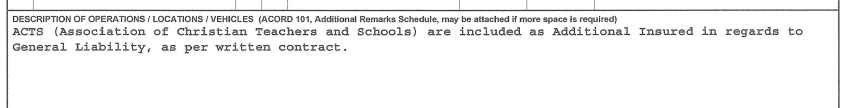 DESCRIPTION OF OPERATIONS / LOCATIONS / VEHICLES (ACORD 101, Additional Remarks Schedule, may be attached if more space is required)
ACTS (Association of Christian Teachers and Schools) are included as Additional Insured in regards to
General Liability, as per written contract.